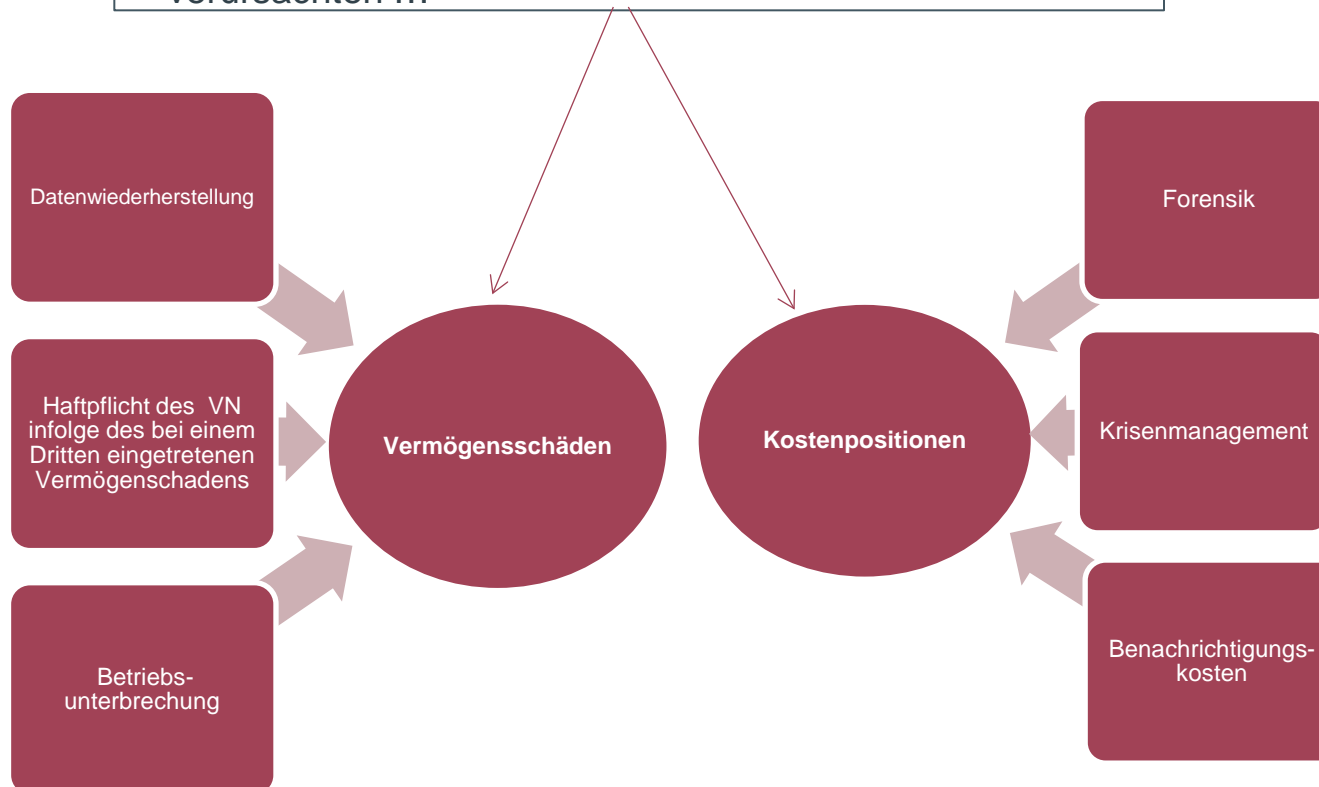 verursachten ...
Datenwiederherstellung
Haftpflicht des VN
infolge des bei einem
Dritten eingetretenen
Vermögenschadens
Betriebs-
unterbrechung
Vermögensschäden
Kostenpositionen
Forensik
Krisenmanagement
Benachrichtigungs-
kosten